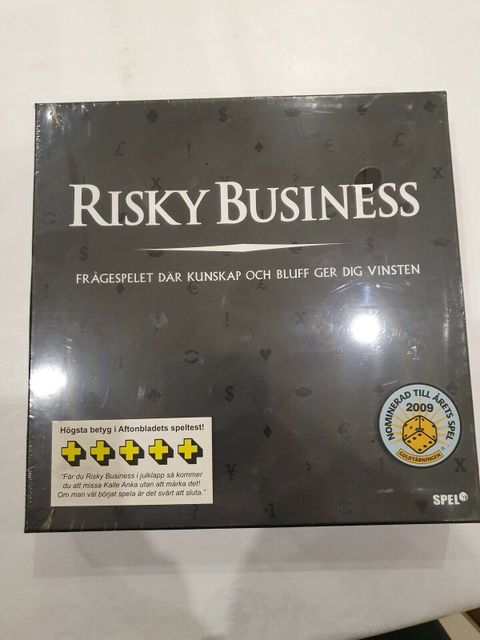 RISKY BUSINESS
FRÅGESPELET DÄR KUNSKAP OCH BLUFF GER DIG VINSTEN
Högsta betyg i Aftonbladets speltest!
"Får du Risky Business i julklapp så kommer
du att missa Kalle Anka utan att märka det!
Om man väl börjat spela är det svårt att sluta."
NOMINERAD TILL ÅRETS SPEL
2009
GULDTÄRNINGEN
SPEL